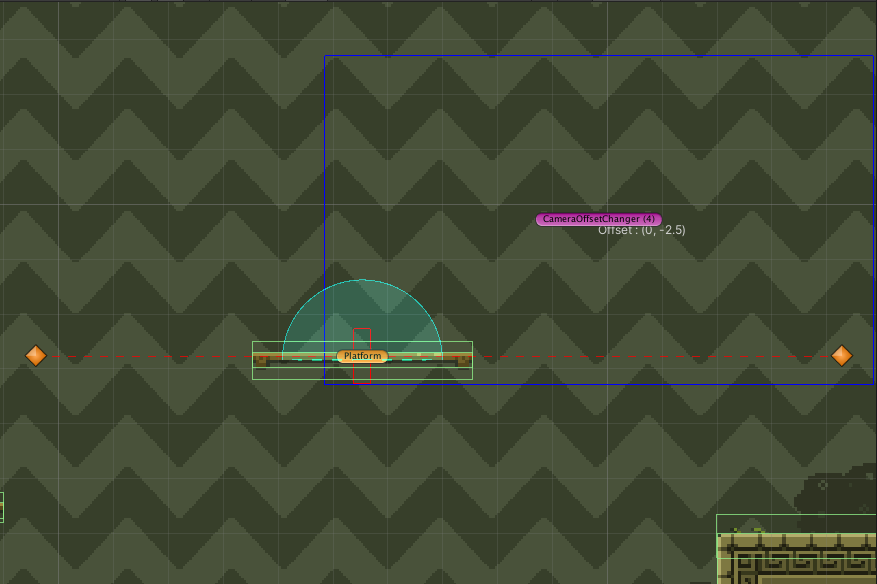 CameraOffsetChanger (4)
Offset : (0, -2.5)
Platform